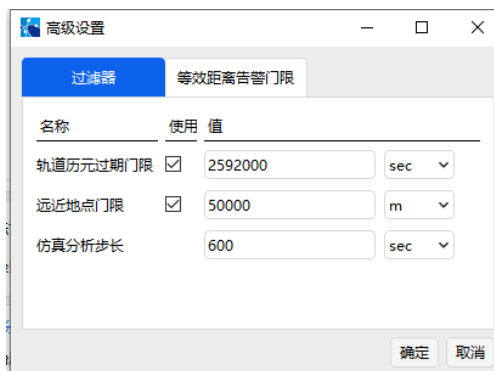 高级设置
过滤器 等效距离告警门限
名称 使用 值
轨道历元过期门限 2592000 sec
远近地点门限 50000 m
仿真分析步长 600 sec
确定 取消